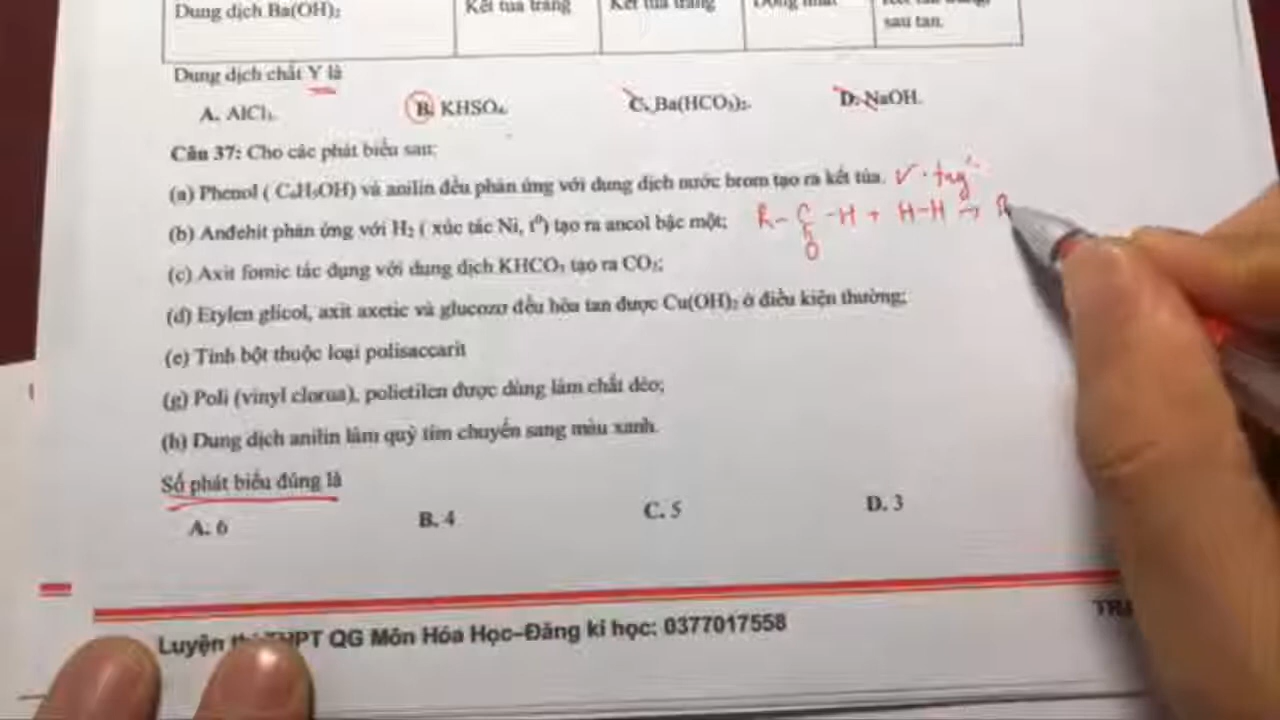 Dung dịch Ba(OH)₂ Kết tủa trắng Kết tủa trắng
sau tan.
Dung dịch chất Y là
A. AlCl₃. B. KHSO₄. C. Ba(HCO₃)₂. D. NaOH.
Câu 37: Cho các phát biểu sau:
(a) Phenol ( C₆H₅OH) và anilin đều phản ứng với dung dịch nước brom tạo ra kết tủa. V
(b) Anđehit phản ứng với H₂ ( xúc tác Ni, t⁰) tạo ra ancol bậc một; R - C - H + H-H → R
O
(c) Axit fomic tác dụng với dung dịch KHCO₃ tạo ra CO₂;
(d) Etylen glicol, axit axetic và glucozơ đều hòa tan được Cu(OH)₂ ở điều kiện thường;
(e) Tinh bột thuộc loại polisaccarit
(g) Poli (vinyl clorua), polietilen được dùng làm chất dẻo;
(h) Dung dịch anilin làm quỳ tím chuyển sang màu xanh.
Số phát biểu đúng là
A. 6 B. 4 C. 5 D. 3
Luyện THPT QG Môn Hóa Học–Đăng kí học: 0377017558